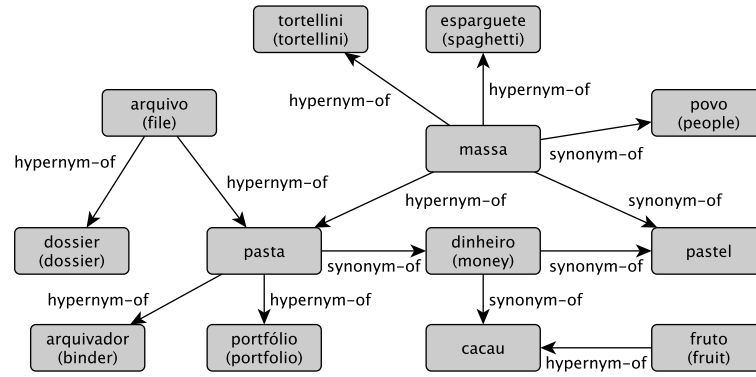 tortellini
(tortellini)
esparguete
(spaghetti)
hypernym-of
hypernym-of
arquivo
(file)
povo
(people)
massa
synonym-of
hypernym-of
hypernym-of
hypernym-of
synonym-of
dossier
(dossier)
pasta
dinheiro
(money)
pastel
synonym-of
synonym-of
hypernym-of
hypernym-of
synonym-of
arquivador
(binder)
portfólio
(portfolio)
cacau
fruto
(fruit)
hypernym-of